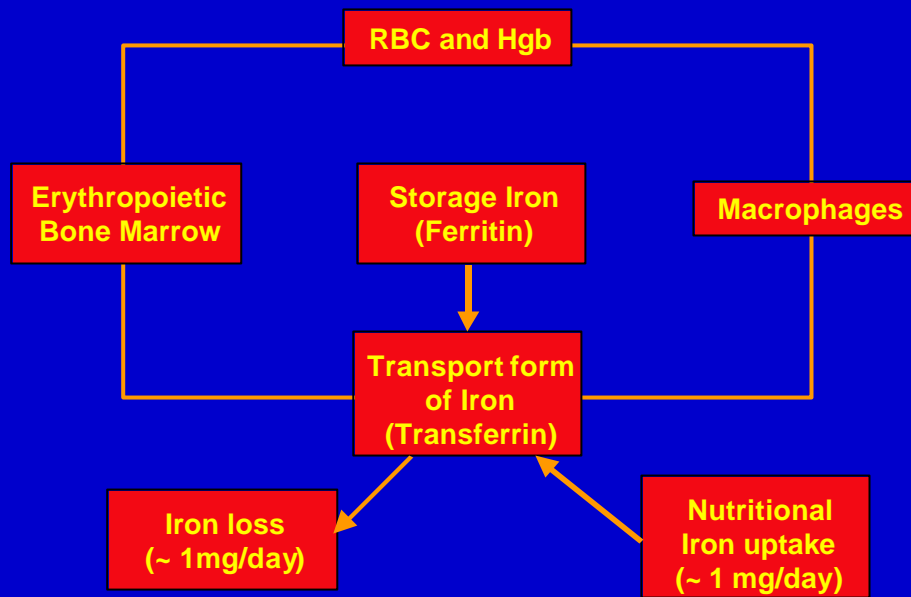 RBC and Hgb
Erythropoietic
Bone Marrow
Storage Iron
(Ferritin)
Macrophages
Transport form
of Iron
(Transferrin)
Iron loss
(~ 1mg/day)
Nutritional
Iron uptake
(~ 1 mg/day)